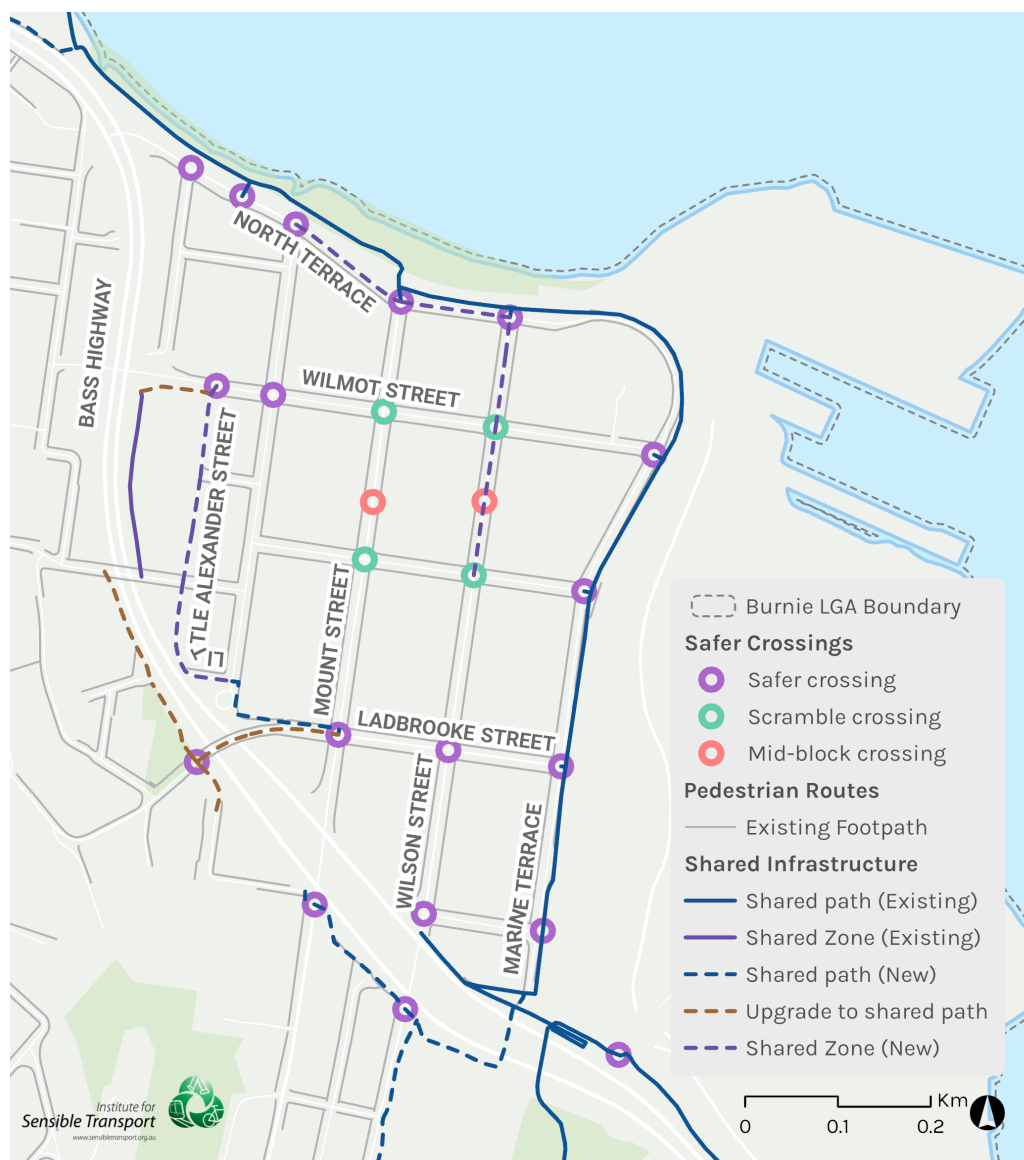 NORTH TERRACE
BASS HIGHWAY
WILMOT STREET
TLE ALEXANDER STREET
MOUNT STREET
LADBROOKE STREET
WILSON STREET
MARINE TERRACE
Burnie LGA Boundary
Safer Crossings
Safer crossing
Scramble crossing
Mid-block crossing
Pedestrian Routes
Existing Footpath
Shared Infrastructure
Shared path (Existing)
Shared Zone (Existing)
Shared path (New)
Upgrade to shared path
Shared Zone (New)
Km
0 0.1 0.2
Institute for
Sensible Transport
www.sensibletransport.org.au